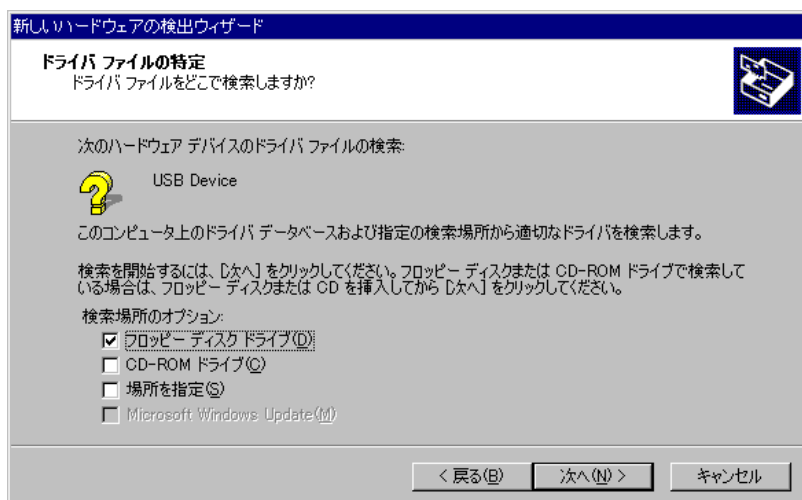 新しいハードウェアの検出ウィザード
ドライバ ファイルの特定
ドライバ ファイルをどこで検索しますか?
次のハードウェア デバイスのドライバ ファイルの検索:
USB Device
このコンピュータ上のドライバ データベースおよび指定の検索場所から適切なドライバを検索します。
検索を開始するには、[次へ] をクリックしてください。フロッピー ディスクまたは CD-ROM ドライブで検索して
いる場合は、フロッピー ディスクまたは CD を挿入してから [次へ] をクリックしてください。
検索場所のオプション:
フロッピー ディスク ドライブ(D)
CD-ROM ドライブ(C)
場所を指定(S)
Microsoft Windows Update(M)
< 戻る(B) 次へ(N) > キャンセル